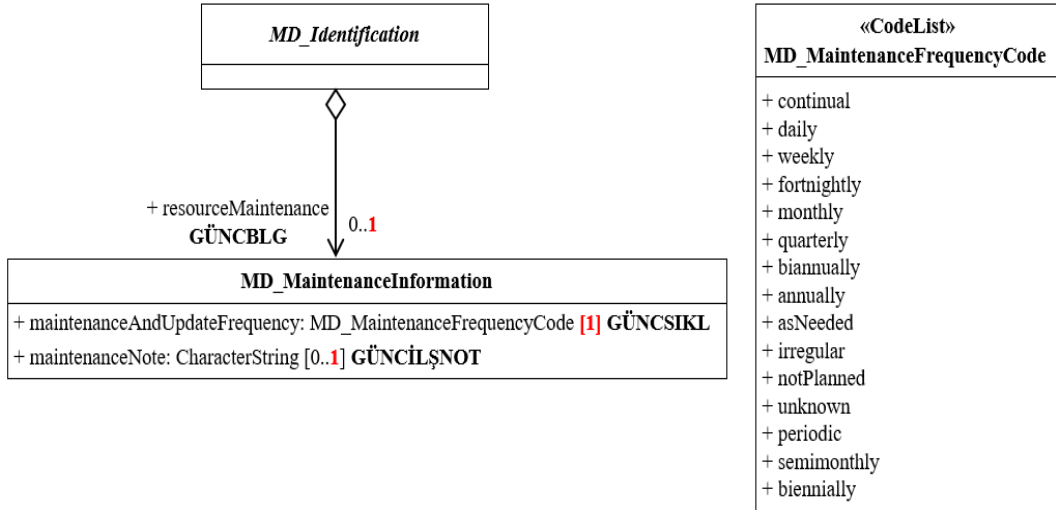 MD_Identification
+ resourceMaintenance
GÜNCBLG
0..1
MD_MaintenanceInformation
+ maintenanceAndUpdateFrequency: MD_MaintenanceFrequencyCode [1] GÜNCSIKL
+ maintenanceNote: CharacterString [0..1] GÜNCİLŞNOT
«CodeList»
MD_MaintenanceFrequencyCode
+ continual
+ daily
+ weekly
+ fortnightly
+ monthly
+ quarterly
+ biannually
+ annually
+ asNeeded
+ irregular
+ notPlanned
+ unknown
+ periodic
+ semimonthly
+ biennially